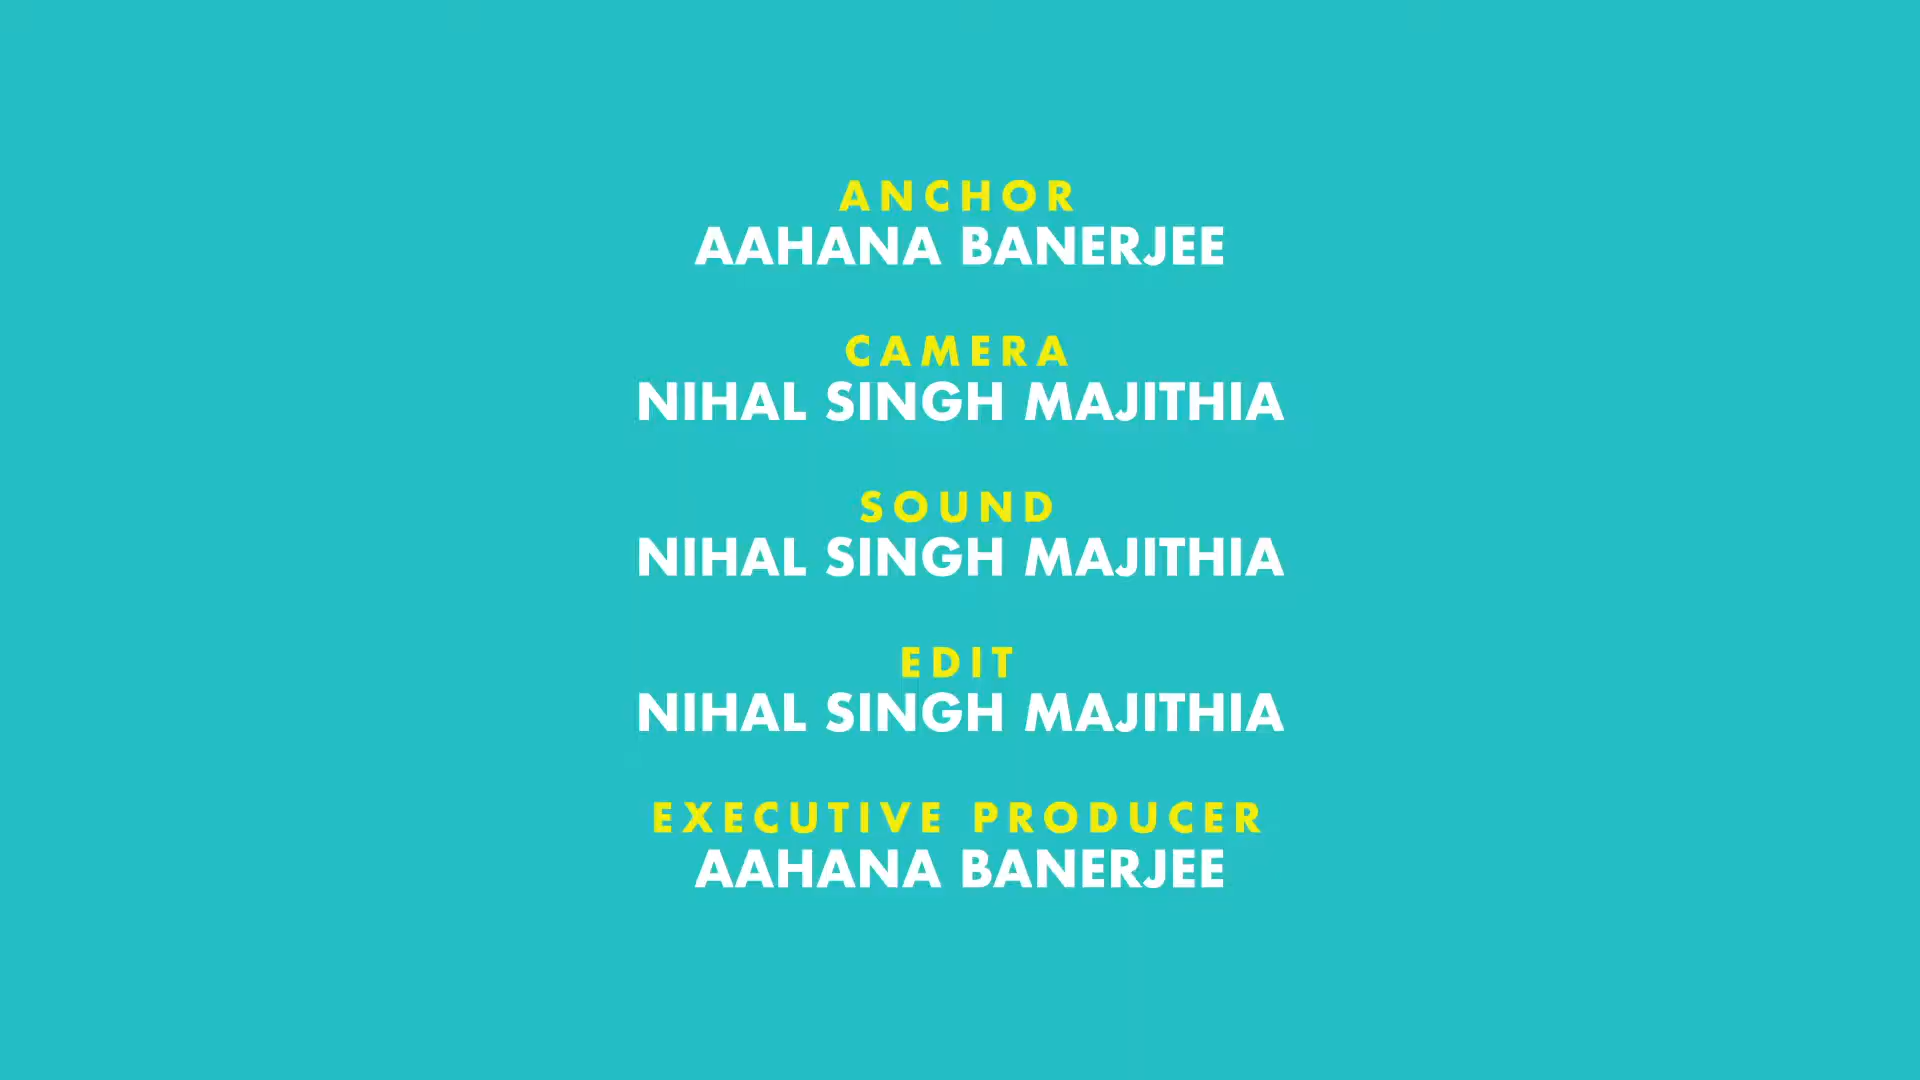 ANCHOR
AAHANA BANERJEE
CAMERA
NIHAL SINGH MAJITHIA
SOUND
NIHAL SINGH MAJITHIA
EDIT
NIHAL SINGH MAJITHIA
EXECUTIVE PRODUCER
AAHANA BANERJEE